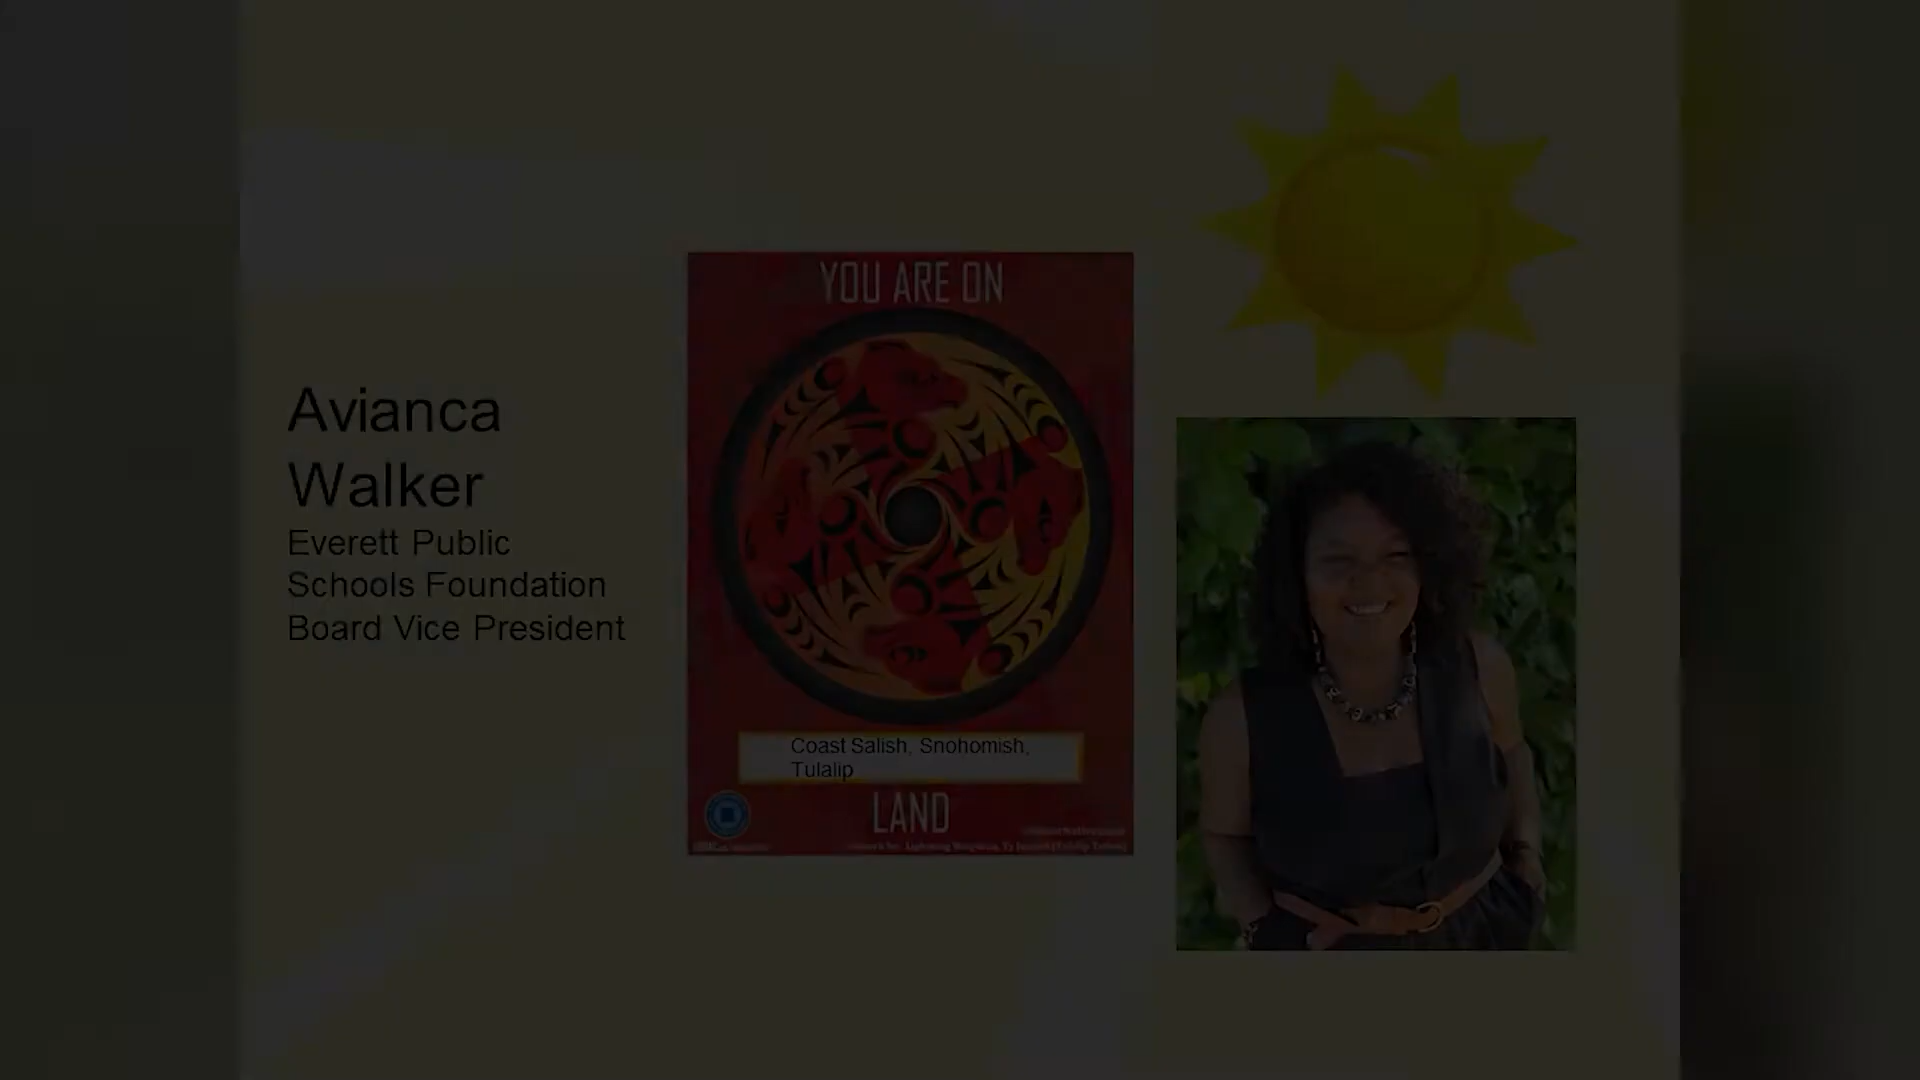 Avianca
Walker
Everett Public
Schools Foundation
Board Vice President
YOU ARE ON
Coast Salish, Snohomish,
Tulalip
LAND